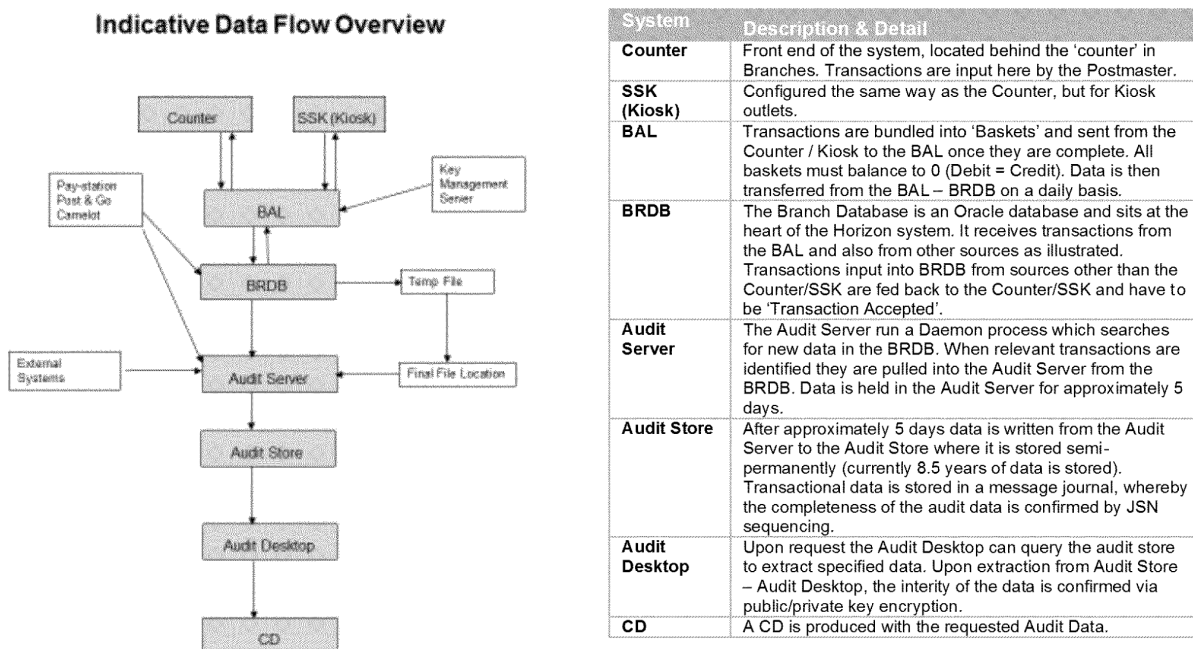 Indicative Data Flow Overview
Counter
SSK (Kiosk)
Pay-station
Post & Go
Camelot
Key
Management
Server
BAL
BRDB
Temp File
External
Systems
Audit Server
Final File Location
Audit Store
Audit Desktop
CD
System
Description & Detail
Counter
Front end of the system, located behind the ‘counter’ in
Branches. Transactions are input here by the Postmaster.
SSK
(Kiosk)
Configured the same way as the Counter, but for Kiosk
outlets.
BAL
Transactions are bundled into ‘Baskets’ and sent from the
Counter / Kiosk to the BAL once they are complete. All
baskets must balance to 0 (Debit = Credit). Data is then
transferred from the BAL – BRDB on a daily basis.
BRDB
The Branch Database is an Oracle database and sits at the
heart of the Horizon system. It receives transactions from
the BAL and also from other sources as illustrated.
Transactions input into BRDB from sources other than the
Counter/SSK are fed back to the Counter/SSK and have to
be ‘Transaction Accepted’.
Audit
Server
The Audit Server run a Daemon process which searches
for new data in the BRDB. When relevant transactions are
identified they are pulled into the Audit Server from the
BRDB. Data is held in the Audit Server for approximately 5
days.
Audit Store
After approximately 5 days data is written from the Audit
Server to the Audit Store where it is stored semi-
permanently (currently 8.5 years of data is stored).
Transactional data is stored in a message journal, whereby
the completeness of the audit data is confirmed by JSN
sequencing.
Audit
Desktop
Upon request the Audit Desktop can query the audit store
to extract specified data. Upon extraction from Audit Store
– Audit Desktop, the interity of the data is confirmed via
public/private key encryption.
CD
A CD is produced with the requested Audit Data.